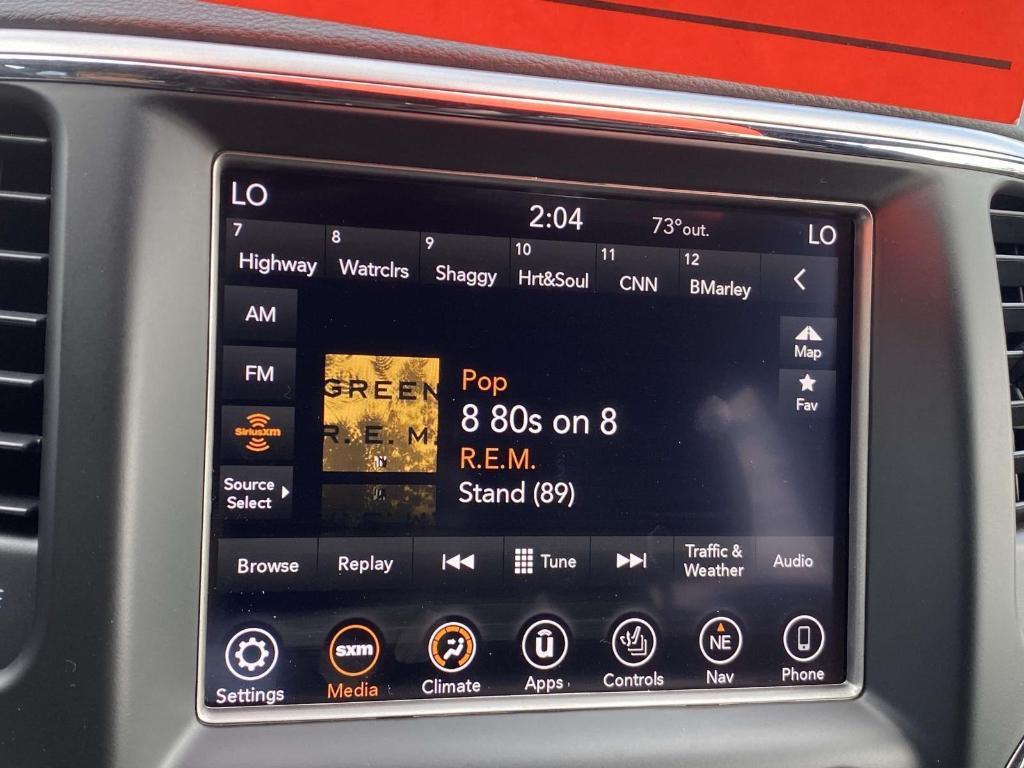 LO
2:04
73°out.
LO
7
Highway
8
Watrclrs
9
Shaggy
10
Hrt&Soul
11
CNN
12
BMarley
AM
FM
SiriusXM
Source
Select
GREEN
R. E. M.
Pop
8 80s on 8
R.E.M.
Stand (89)
Map
Fav
Browse
Replay
Tune
Traffic &
Weather
Audio
Settings
sxm
Media
Climate
u
Apps
Controls
NE
Nav
Phone